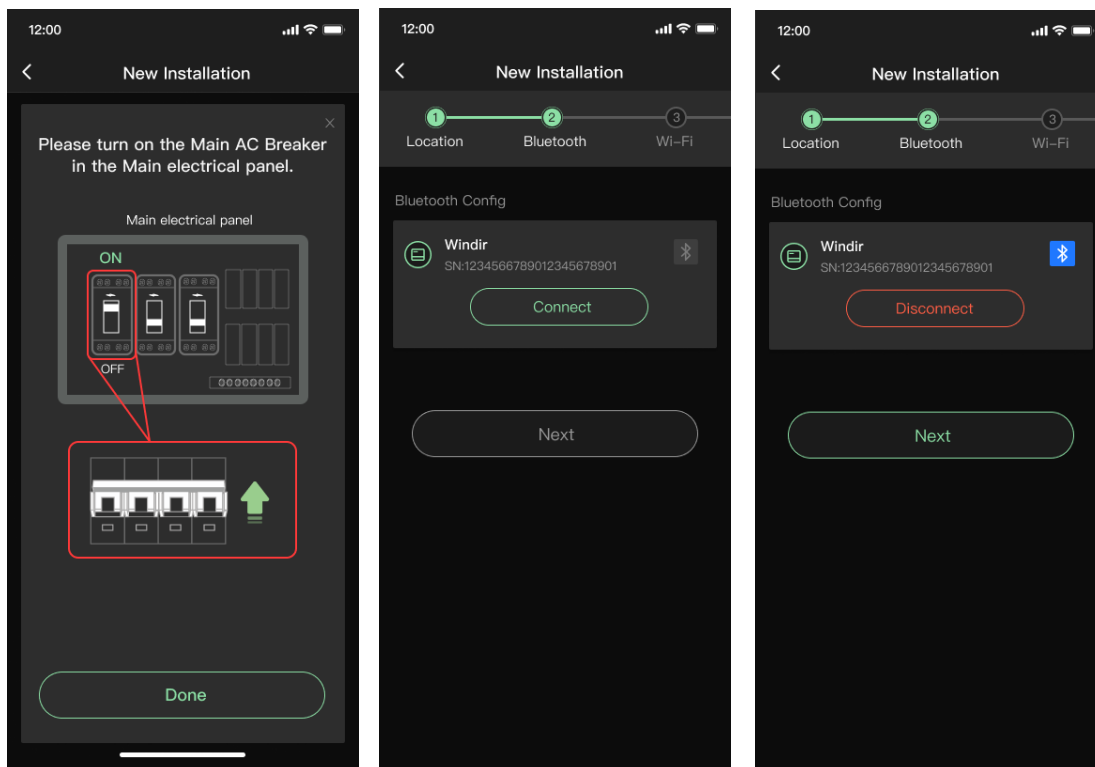 12:00
New Installation
Please turn on the Main AC Breaker
in the Main electrical panel.
Main electrical panel
ON
OFF
Done
12:00
New Installation
1 2 3
Location Bluetooth Wi-Fi
Bluetooth Config
Windir
SN:1234566789012345678901
Connect
Next
12:00
New Installation
1 2 3
Location Bluetooth Wi-Fi
Bluetooth Config
Windir
SN:1234566789012345678901
Disconnect
Next